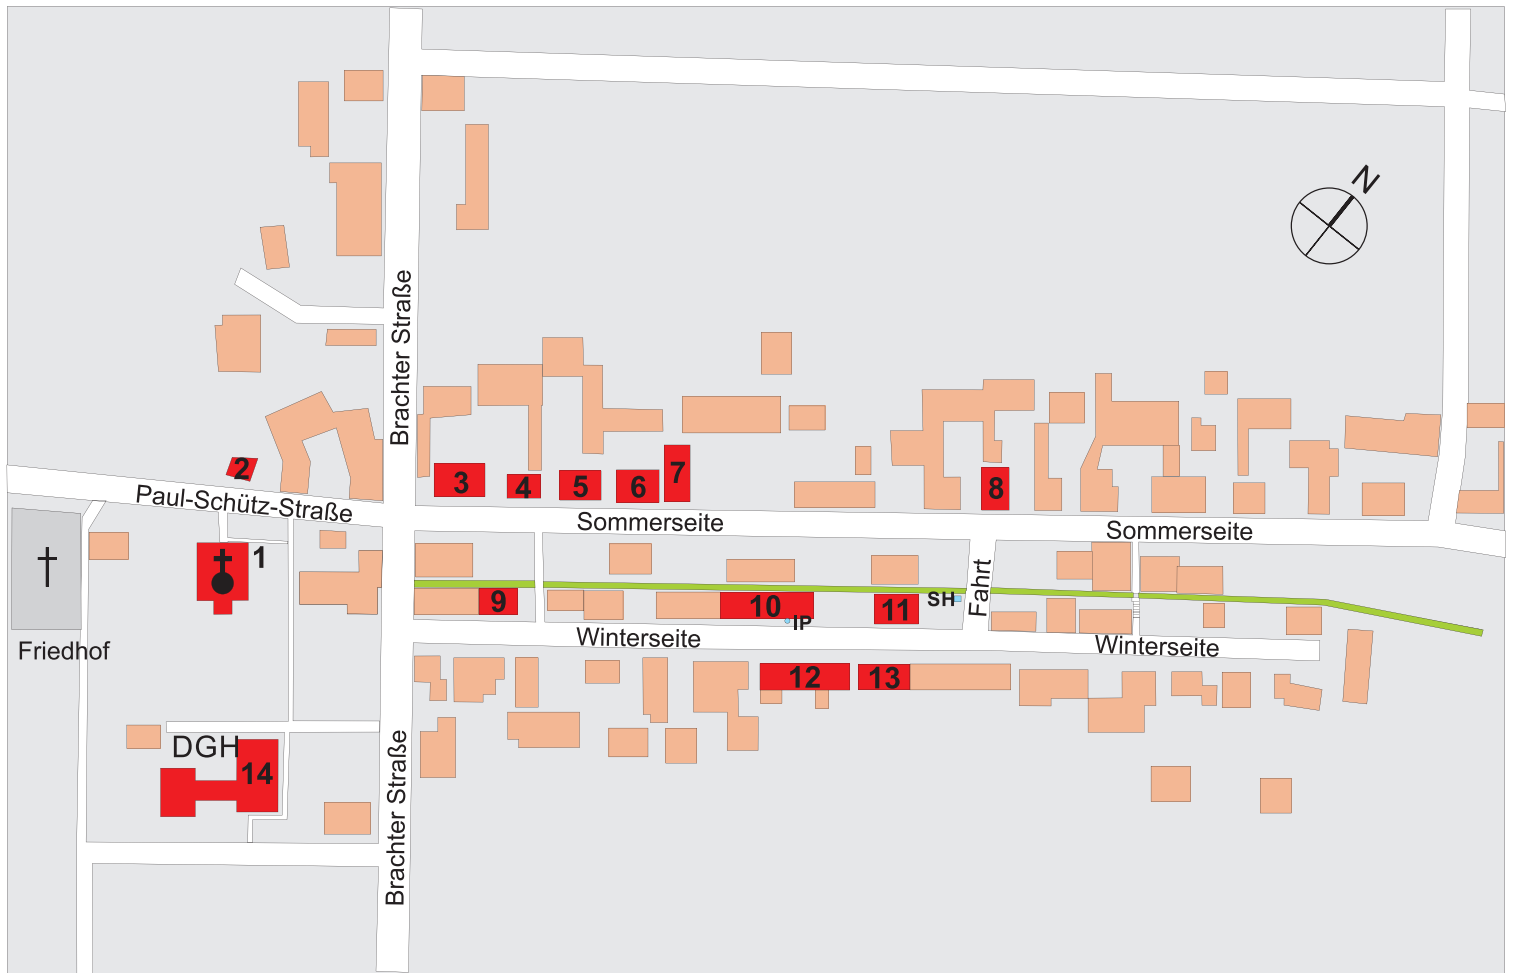 N
Brachter Straße
2
3
4
5
6
7
8
Paul-Schütz-Straße
Sommerseite
Sommerseite
1
Fahrt
9
10
11
SH
IP
Winterseite
Winterseite
Friedhof
12
13
DGH
14
Brachter Straße